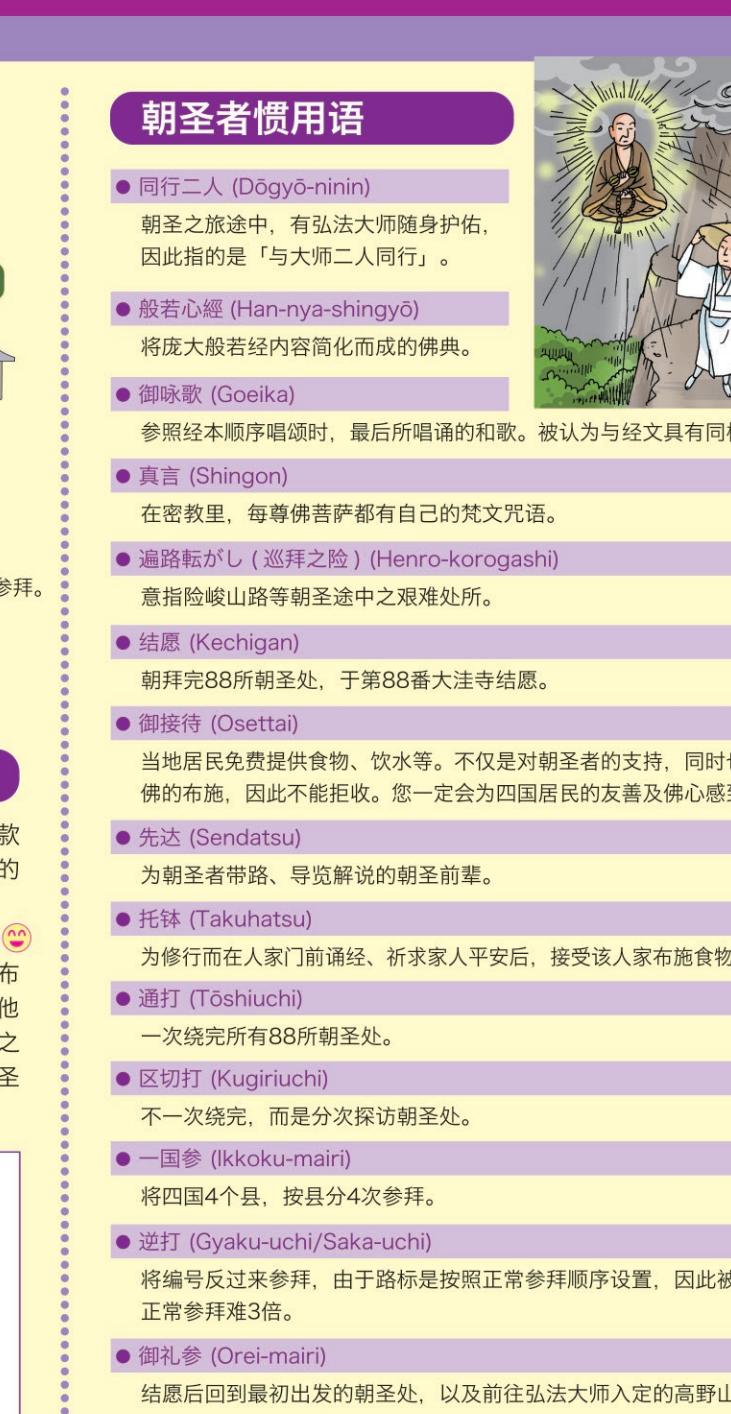 参拜。
款
的
布
他
之
圣
朝圣者惯用语
● 同行二人 (Dōgyō-ninin)
朝圣之旅途中，有弘法大师随身护佑，
因此指的是「与大师二人同行」。
● 般若心經 (Han-nya-shingyō)
将庞大般若经内容简化而成的佛典。
● 御咏歌 (Goeika)
参照经本顺序唱颂时，最后所唱诵的和歌。被认为与经文具有同
● 真言 (Shingon)
在密教里，每尊佛菩萨都有自己的梵文咒语。
● 遍路転がし ( 巡拜之险 ) (Henro-korogashi)
意指险峻山路等朝圣途中之艰难处所。
● 结愿 (Kechigan)
朝拜完88所朝圣处，于第88番大洼寺结愿。
● 御接待 (Osettai)
当地居民免费提供食物、饮水等。不仅是对朝圣者的支持，同时
佛的布施，因此不能拒收。您一定会为四国居民的友善及佛心感
● 先达 (Sendatsu)
为朝圣者带路、导览解说的朝圣前辈。
● 托钵 (Takuhatsu)
为修行而在人家门前诵经、祈求家人平安后，接受该人家布施食物
● 通打 (Tōshiuchi)
一次绕完所有88所朝圣处。
● 区切打 (Kugiriuchi)
不一次绕完，而是分次探访朝圣处。
● 一国参 (Ikkoku-mairi)
将四国4个县，按县分4次参拜。
● 逆打 (Gyaku-uchi/Saka-uchi)
将编号反过来参拜，由于路标是按照正常参拜顺序设置，因此被
正常参拜难3倍。
● 御礼参 (Orei-mairi)
结愿后回到最初出发的朝圣处，以及前往弘法大师入定的高野山